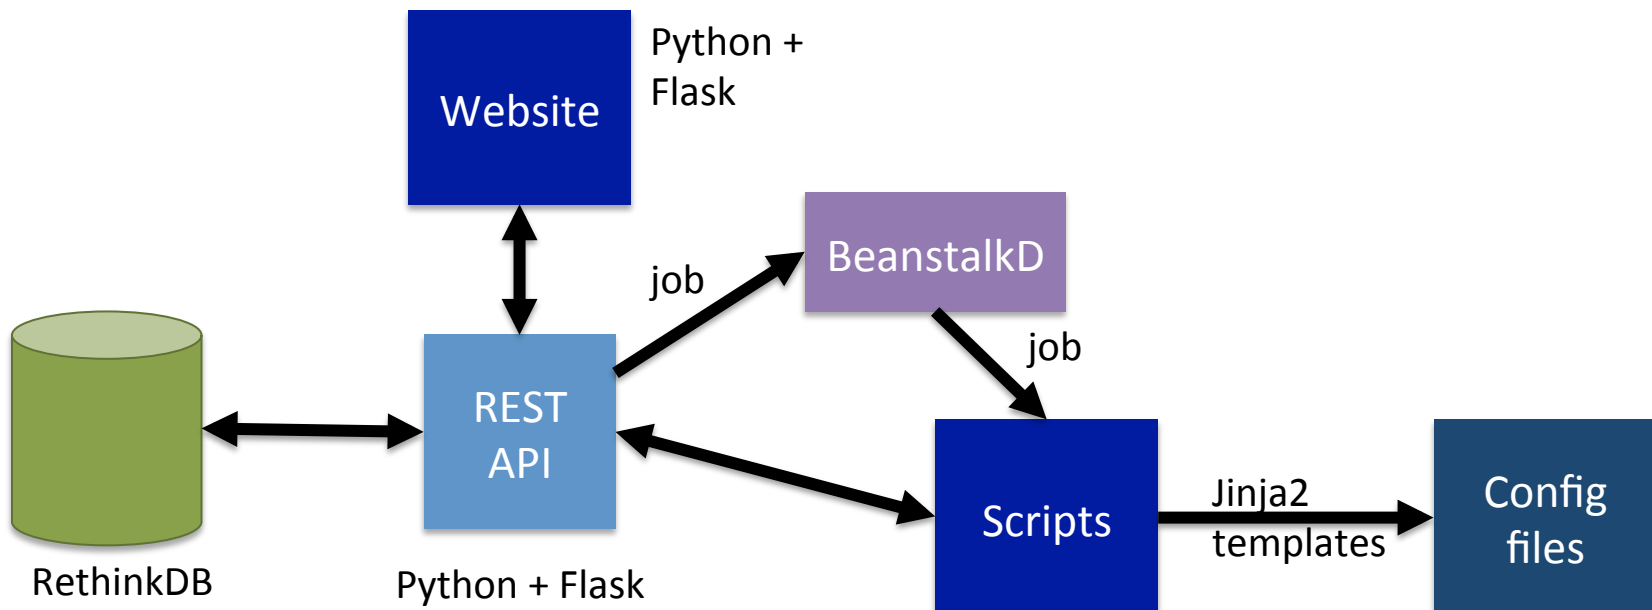 Website
Python +
Flask
job
BeanstalkD
job
REST
API
RethinkDB
Python + Flask
Scripts
Jinja2
templates
Config
files